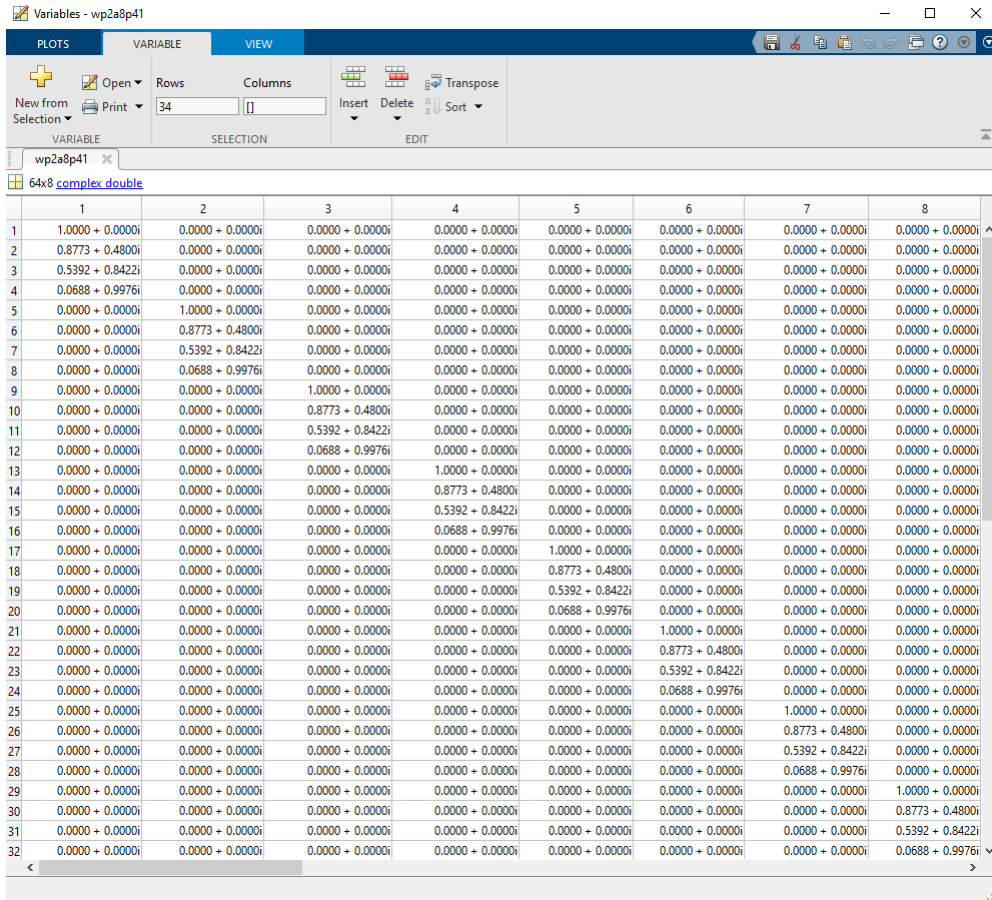 Variables - wp2a8p41
PLOTS VARIABLE VIEW
New from Selection Open Print Rows Columns 34 [] Insert Delete Transpose Sort
VARIABLE SELECTION EDIT
wp2a8p41
64x8 complex double
1 2 3 4 5 6 7 8
1 1.0000 + 0.0000i 0.0000 + 0.0000i 0.0000 + 0.0000i 0.0000 + 0.0000i 0.0000 + 0.0000i 0.0000 + 0.0000i 0.0000 + 0.0000i 0.0000 + 0.0000i
2 0.8773 + 0.4800i 0.0000 + 0.0000i 0.0000 + 0.0000i 0.0000 + 0.0000i 0.0000 + 0.0000i 0.0000 + 0.0000i 0.0000 + 0.0000i 0.0000 + 0.0000i
3 0.5392 + 0.8422i 0.0000 + 0.0000i 0.0000 + 0.0000i 0.0000 + 0.0000i 0.0000 + 0.0000i 0.0000 + 0.0000i 0.0000 + 0.0000i 0.0000 + 0.0000i
4 0.0688 + 0.9976i 0.0000 + 0.0000i 0.0000 + 0.0000i 0.0000 + 0.0000i 0.0000 + 0.0000i 0.0000 + 0.0000i 0.0000 + 0.0000i 0.0000 + 0.0000i
5 0.0000 + 0.0000i 1.0000 + 0.0000i 0.0000 + 0.0000i 0.0000 + 0.0000i 0.0000 + 0.0000i 0.0000 + 0.0000i 0.0000 + 0.0000i 0.0000 + 0.0000i
6 0.0000 + 0.0000i 0.8773 + 0.4800i 0.0000 + 0.0000i 0.0000 + 0.0000i 0.0000 + 0.0000i 0.0000 + 0.0000i 0.0000 + 0.0000i 0.0000 + 0.0000i
7 0.0000 + 0.0000i 0.5392 + 0.8422i 0.0000 + 0.0000i 0.0000 + 0.0000i 0.0000 + 0.0000i 0.0000 + 0.0000i 0.0000 + 0.0000i 0.0000 + 0.0000i
8 0.0000 + 0.0000i 0.0688 + 0.9976i 0.0000 + 0.0000i 0.0000 + 0.0000i 0.0000 + 0.0000i 0.0000 + 0.0000i 0.0000 + 0.0000i 0.0000 + 0.0000i
9 0.0000 + 0.0000i 0.0000 + 0.0000i 1.0000 + 0.0000i 0.0000 + 0.0000i 0.0000 + 0.0000i 0.0000 + 0.0000i 0.0000 + 0.0000i 0.0000 + 0.0000i
10 0.0000 + 0.0000i 0.0000 + 0.0000i 0.8773 + 0.4800i 0.0000 + 0.0000i 0.0000 + 0.0000i 0.0000 + 0.0000i 0.0000 + 0.0000i 0.0000 + 0.0000i
11 0.0000 + 0.0000i 0.0000 + 0.0000i 0.5392 + 0.8422i 0.0000 + 0.0000i 0.0000 + 0.0000i 0.0000 + 0.0000i 0.0000 + 0.0000i 0.0000 + 0.0000i
12 0.0000 + 0.0000i 0.0000 + 0.0000i 0.0688 + 0.9976i 0.0000 + 0.0000i 0.0000 + 0.0000i 0.0000 + 0.0000i 0.0000 + 0.0000i 0.0000 + 0.0000i
13 0.0000 + 0.0000i 0.0000 + 0.0000i 0.0000 + 0.0000i 1.0000 + 0.0000i 0.0000 + 0.0000i 0.0000 + 0.0000i 0.0000 + 0.0000i 0.0000 + 0.0000i
14 0.0000 + 0.0000i 0.0000 + 0.0000i 0.0000 + 0.0000i 0.8773 + 0.4800i 0.0000 + 0.0000i 0.0000 + 0.0000i 0.0000 + 0.0000i 0.0000 + 0.0000i
15 0.0000 + 0.0000i 0.0000 + 0.0000i 0.0000 + 0.0000i 0.5392 + 0.8422i 0.0000 + 0.0000i 0.0000 + 0.0000i 0.0000 + 0.0000i 0.0000 + 0.0000i
16 0.0000 + 0.0000i 0.0000 + 0.0000i 0.0000 + 0.0000i 0.0688 + 0.9976i 0.0000 + 0.0000i 0.0000 + 0.0000i 0.0000 + 0.0000i 0.0000 + 0.0000i
17 0.0000 + 0.0000i 0.0000 + 0.0000i 0.0000 + 0.0000i 0.0000 + 0.0000i 1.0000 + 0.0000i 0.0000 + 0.0000i 0.0000 + 0.0000i 0.0000 + 0.0000i
18 0.0000 + 0.0000i 0.0000 + 0.0000i 0.0000 + 0.0000i 0.0000 + 0.0000i 0.8773 + 0.4800i 0.0000 + 0.0000i 0.0000 + 0.0000i 0.0000 + 0.0000i
19 0.0000 + 0.0000i 0.0000 + 0.0000i 0.0000 + 0.0000i 0.0000 + 0.0000i 0.5392 + 0.8422i 0.0000 + 0.0000i 0.0000 + 0.0000i 0.0000 + 0.0000i
20 0.0000 + 0.0000i 0.0000 + 0.0000i 0.0000 + 0.0000i 0.0000 + 0.0000i 0.0688 + 0.9976i 0.0000 + 0.0000i 0.0000 + 0.0000i 0.0000 + 0.0000i
21 0.0000 + 0.0000i 0.0000 + 0.0000i 0.0000 + 0.0000i 0.0000 + 0.0000i 0.0000 + 0.0000i 1.0000 + 0.0000i 0.0000 + 0.0000i 0.0000 + 0.0000i
22 0.0000 + 0.0000i 0.0000 + 0.0000i 0.0000 + 0.0000i 0.0000 + 0.0000i 0.0000 + 0.0000i 0.8773 + 0.4800i 0.0000 + 0.0000i 0.0000 + 0.0000i
23 0.0000 + 0.0000i 0.0000 + 0.0000i 0.0000 + 0.0000i 0.0000 + 0.0000i 0.0000 + 0.0000i 0.5392 + 0.8422i 0.0000 + 0.0000i 0.0000 + 0.0000i
24 0.0000 + 0.0000i 0.0000 + 0.0000i 0.0000 + 0.0000i 0.0000 + 0.0000i 0.0000 + 0.0000i 0.0688 + 0.9976i 0.0000 + 0.0000i 0.0000 + 0.0000i
25 0.0000 + 0.0000i 0.0000 + 0.0000i 0.0000 + 0.0000i 0.0000 + 0.0000i 0.0000 + 0.0000i 0.0000 + 0.0000i 1.0000 + 0.0000i 0.0000 + 0.0000i
26 0.0000 + 0.0000i 0.0000 + 0.0000i 0.0000 + 0.0000i 0.0000 + 0.0000i 0.0000 + 0.0000i 0.0000 + 0.0000i 0.8773 + 0.4800i 0.0000 + 0.0000i
27 0.0000 + 0.0000i 0.0000 + 0.0000i 0.0000 + 0.0000i 0.0000 + 0.0000i 0.0000 + 0.0000i 0.0000 + 0.0000i 0.5392 + 0.8422i 0.0000 + 0.0000i
28 0.0000 + 0.0000i 0.0000 + 0.0000i 0.0000 + 0.0000i 0.0000 + 0.0000i 0.0000 + 0.0000i 0.0000 + 0.0000i 0.0688 + 0.9976i 0.0000 + 0.0000i
29 0.0000 + 0.0000i 0.0000 + 0.0000i 0.0000 + 0.0000i 0.0000 + 0.0000i 0.0000 + 0.0000i 0.0000 + 0.0000i 0.0000 + 0.0000i 1.0000 + 0.0000i
30 0.0000 + 0.0000i 0.0000 + 0.0000i 0.0000 + 0.0000i 0.0000 + 0.0000i 0.0000 + 0.0000i 0.0000 + 0.0000i 0.0000 + 0.0000i 0.8773 + 0.4800i
31 0.0000 + 0.0000i 0.0000 + 0.0000i 0.0000 + 0.0000i 0.0000 + 0.0000i 0.0000 + 0.0000i 0.0000 + 0.0000i 0.0000 + 0.0000i 0.5392 + 0.8422i
32 0.0000 + 0.0000i 0.0000 + 0.0000i 0.0000 + 0.0000i 0.0000 + 0.0000i 0.0000 + 0.0000i 0.0000 + 0.0000i 0.0000 + 0.0000i 0.0688 + 0.9976i